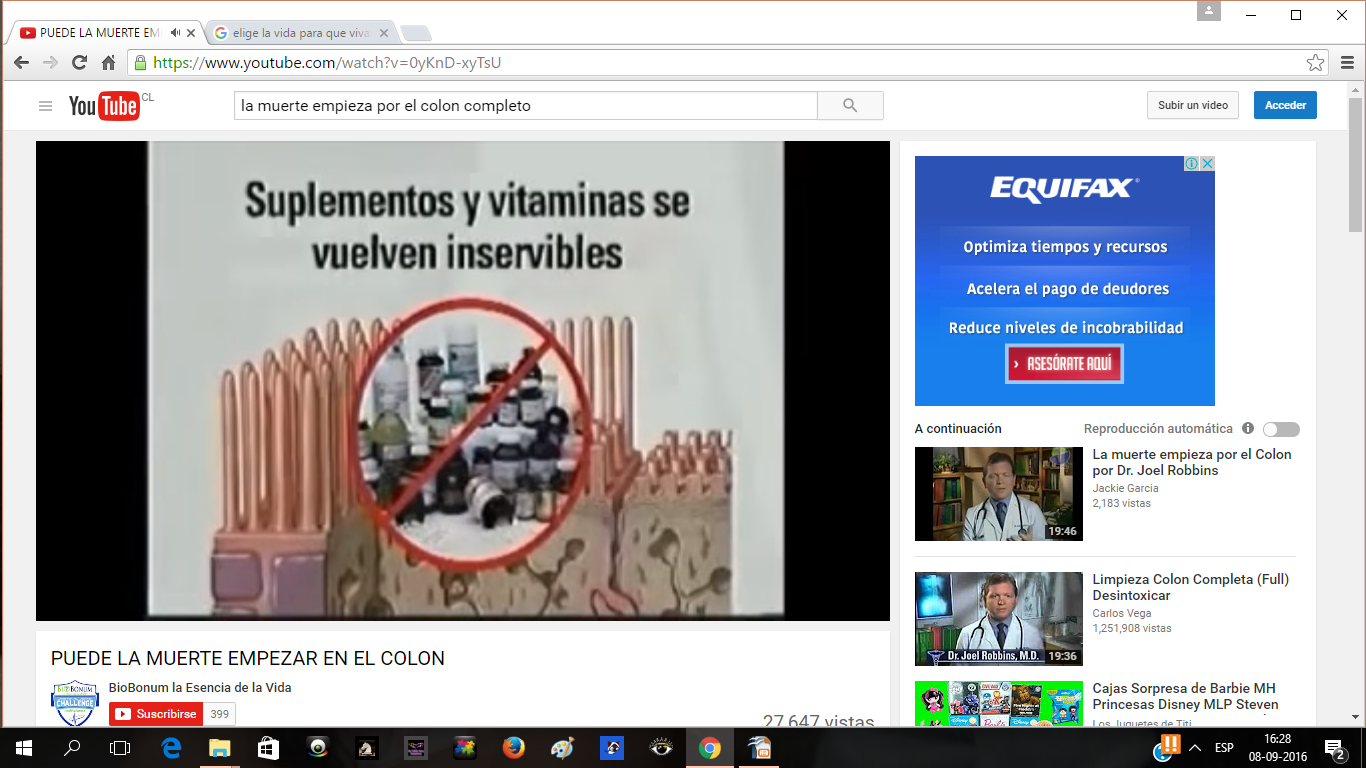 PUEDE LA MUERTE EM
elige la vida para que viva
https://www.youtube.com/watch?v=0yKnD-xyTsU
YouTube CL
la muerte empieza por el colon completo
Subir un video
Acceder
Suplementos y vitaminas se
vuelven inservibles
PUEDE LA MUERTE EMPEZAR EN EL COLON
BIOBONUM
CHALLENGE
BioBonum la Esencia de la Vida
Suscribirse
399
27,647 vistas
EQUIFAX
Optimiza tiempos y recursos
Acelera el pago de deudores
Reduce niveles de incobrabilidad
› ASESÓRATE AQUÍ
A continuación
Reproducción automática
La muerte empieza por el Colon
por Dr. Joel Robbins
Jackie Garcia
2,183 vistas
19:46
Limpieza Colon Completa (Full)
Desintoxicar
Carlos Vega
1,251,908 vistas
Dr. Joel Robbins, M.D.
19:36
Cajas Sorpresa de Barbie MH
Princesas Disney MLP Steven
Los Juguetes de Titi
ESP
16:28
08-09-2016
2